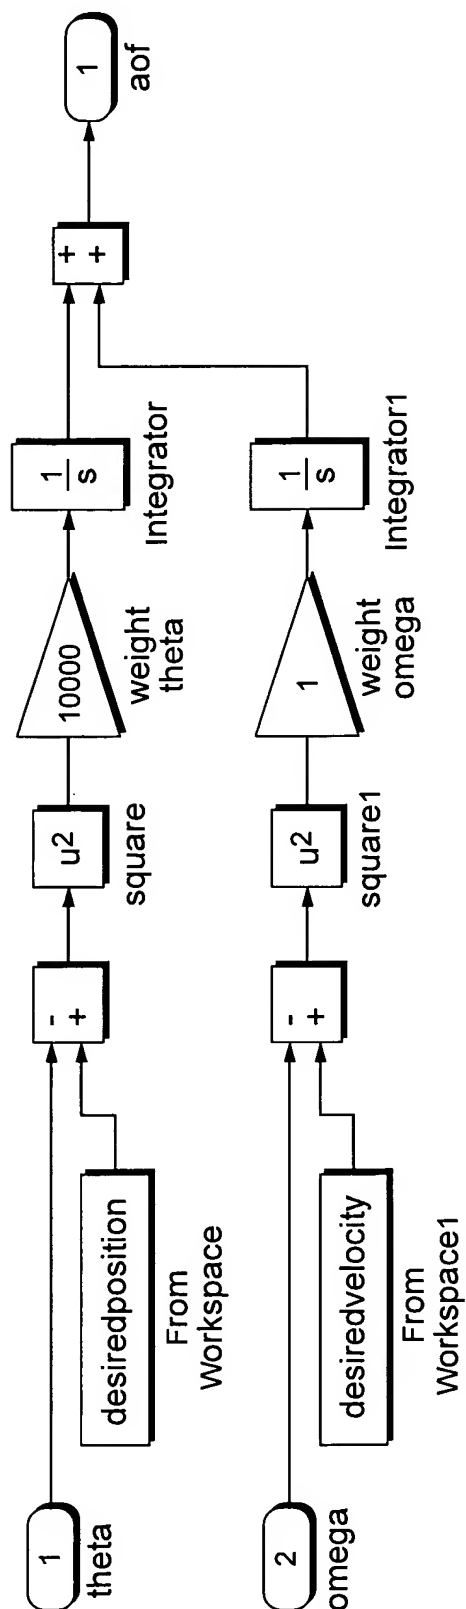 1
theta
desiredposition
From
Workspace
-
+
u²
square
10000
weight
theta
1
s
Integrator
+
+
1
aof
2
omega
desiredvelocity
From
Workspace1
-
+
u²
square1
1
weight
omega
1
s
Integrator1